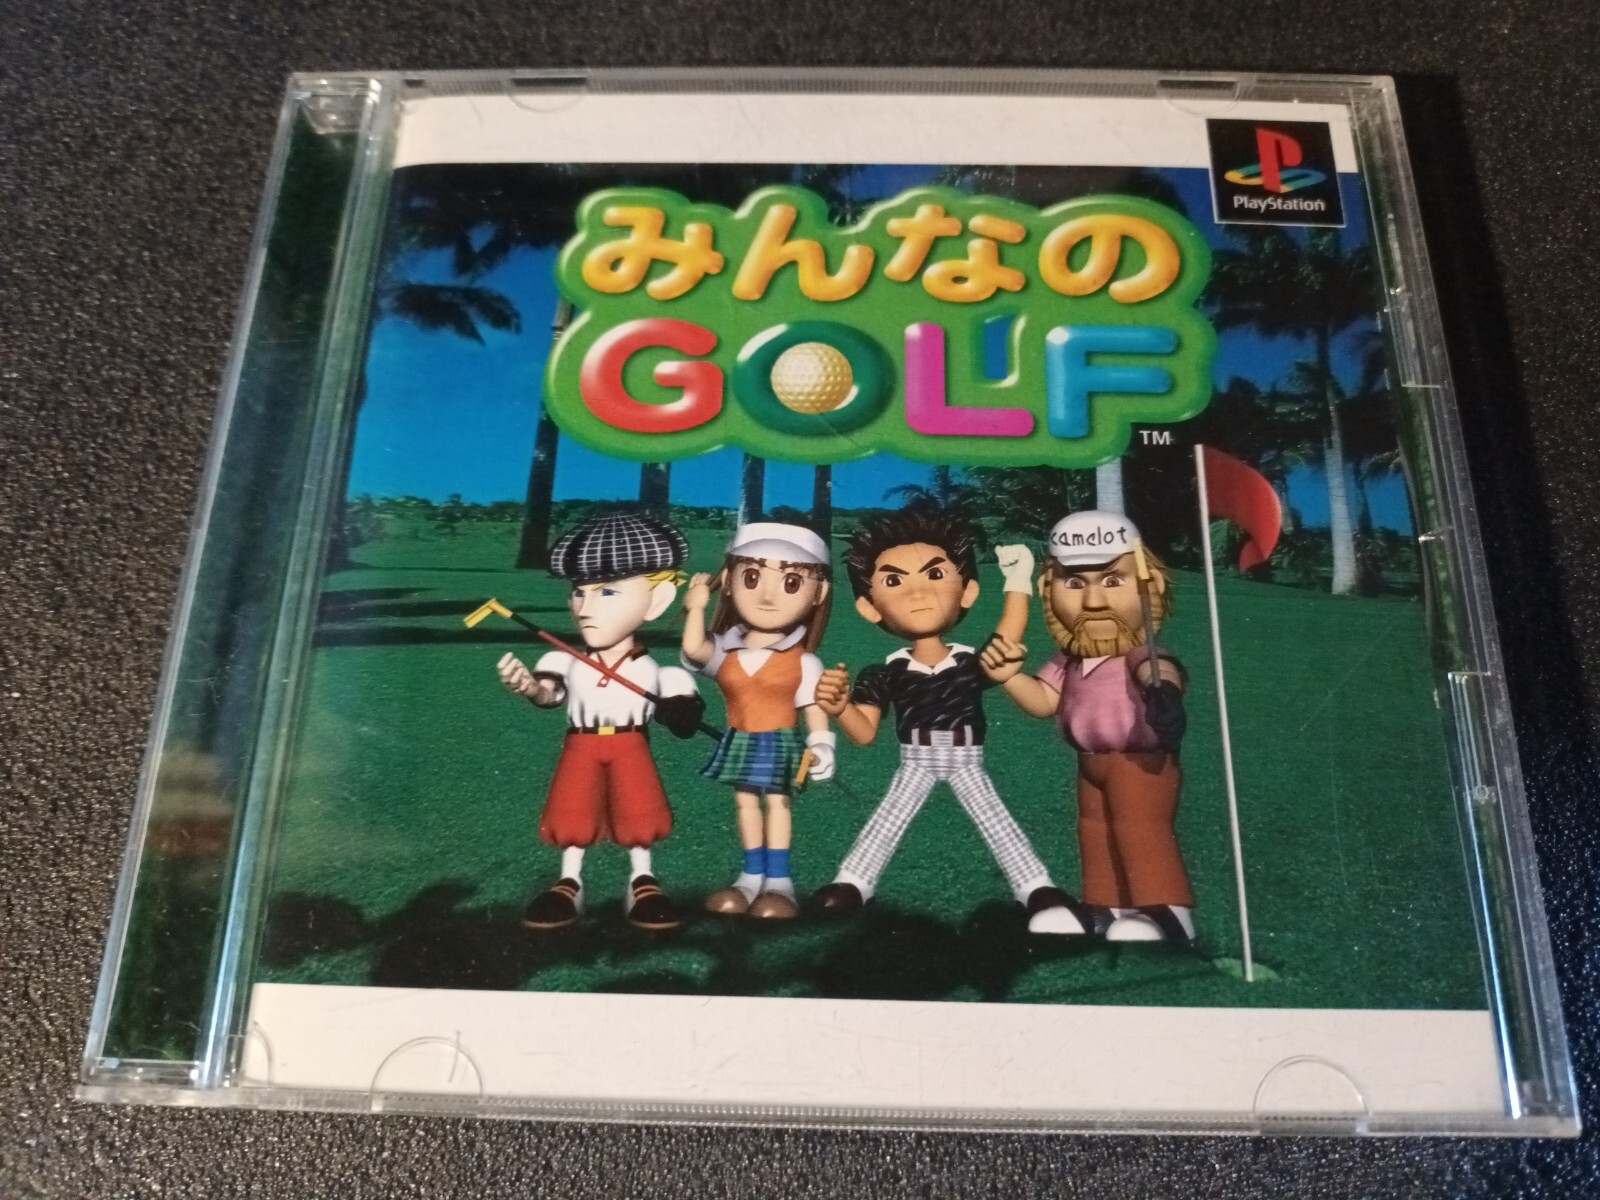 PlayStation
みんなの
GOLF
TM
camelot